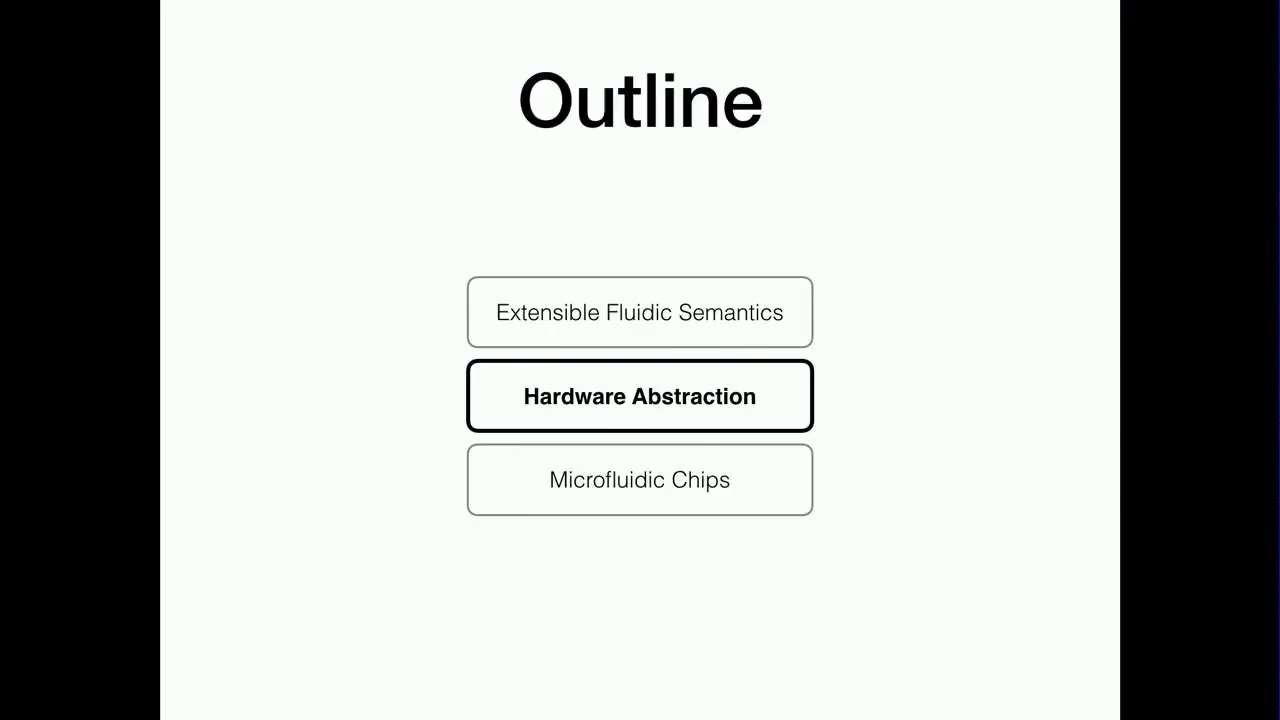 Outline
Extensible Fluidic Semantics
Hardware Abstraction
Microfluidic Chips